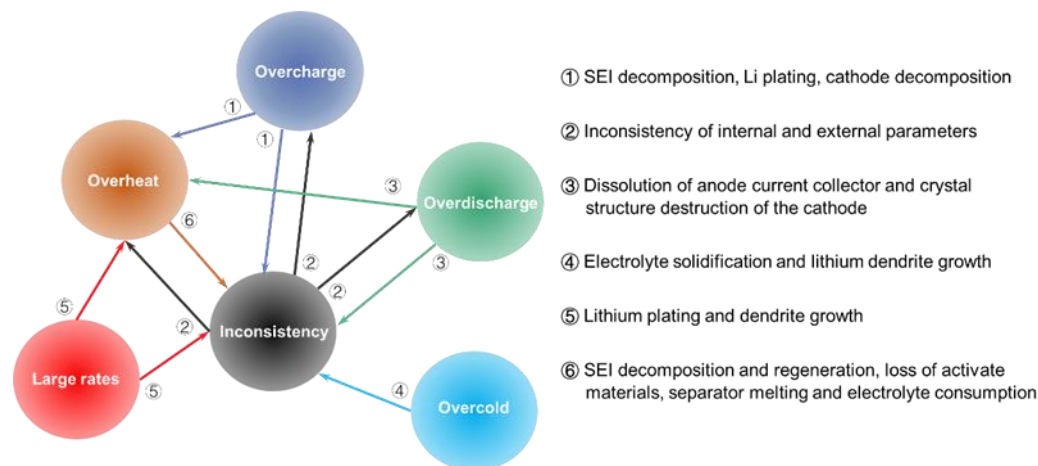 Overcharge
① SEI decomposition, Li plating, cathode decomposition
①
①
② Inconsistency of internal and external parameters
Overheat
③
Overdischarge
③ Dissolution of anode current collector and crystal
structure destruction of the cathode
⑥
②
③
②
④ Electrolyte solidification and lithium dendrite growth
⑤
②
Inconsistency
⑤ Lithium plating and dendrite growth
Large rates
⑤
④
Overcold
⑥ SEI decomposition and regeneration, loss of activate
materials, separator melting and electrolyte consumption